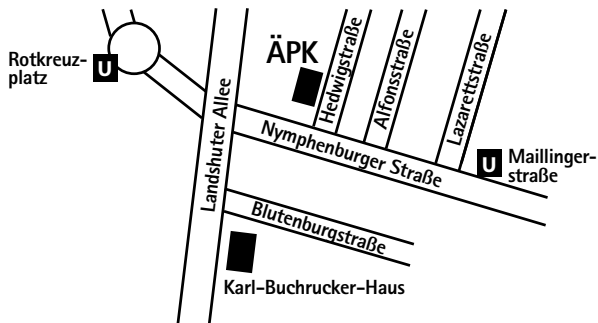 Rotkreuz-
platz
U
ÄPK
Landshuter Allee
Hedwigstraße
Alfonsstraße
Lazarettstraße
Nymphenburger Straße
U
Maillinger-
straße
Blutenburgstraße
Karl-Buchrucker-Haus